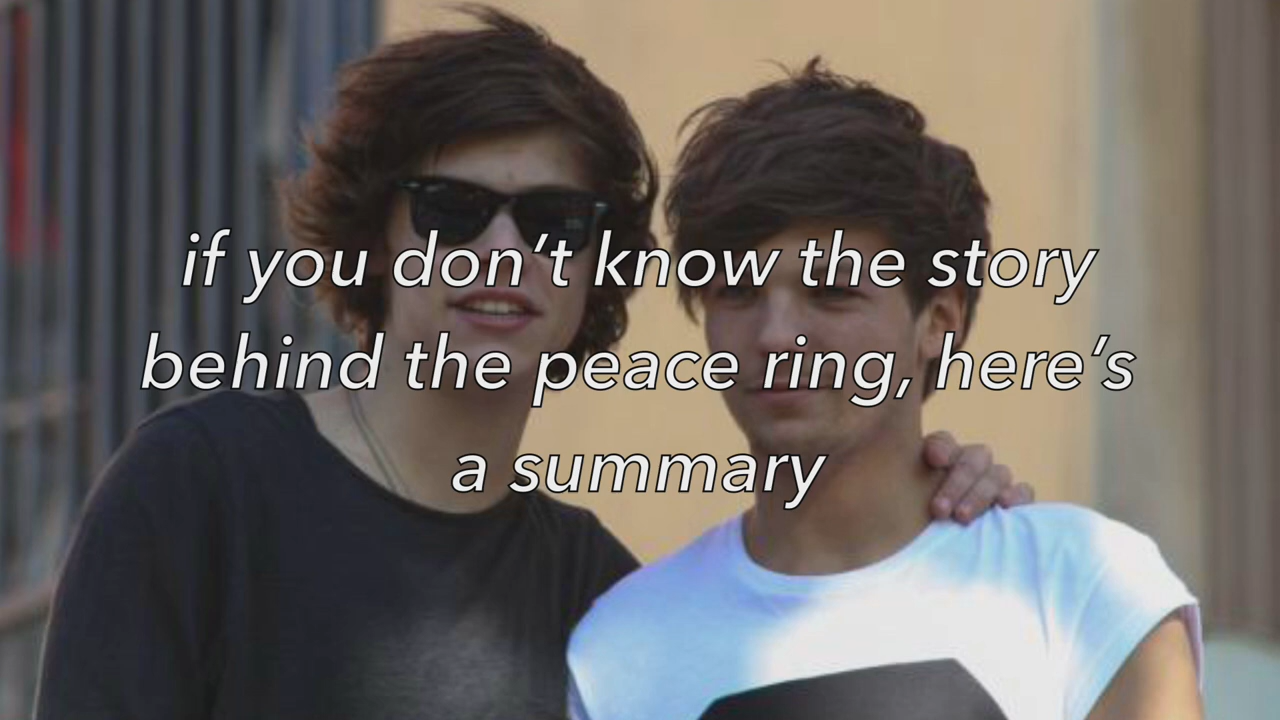 if you don’t know the story
behind the peace ring, here’s
a summary